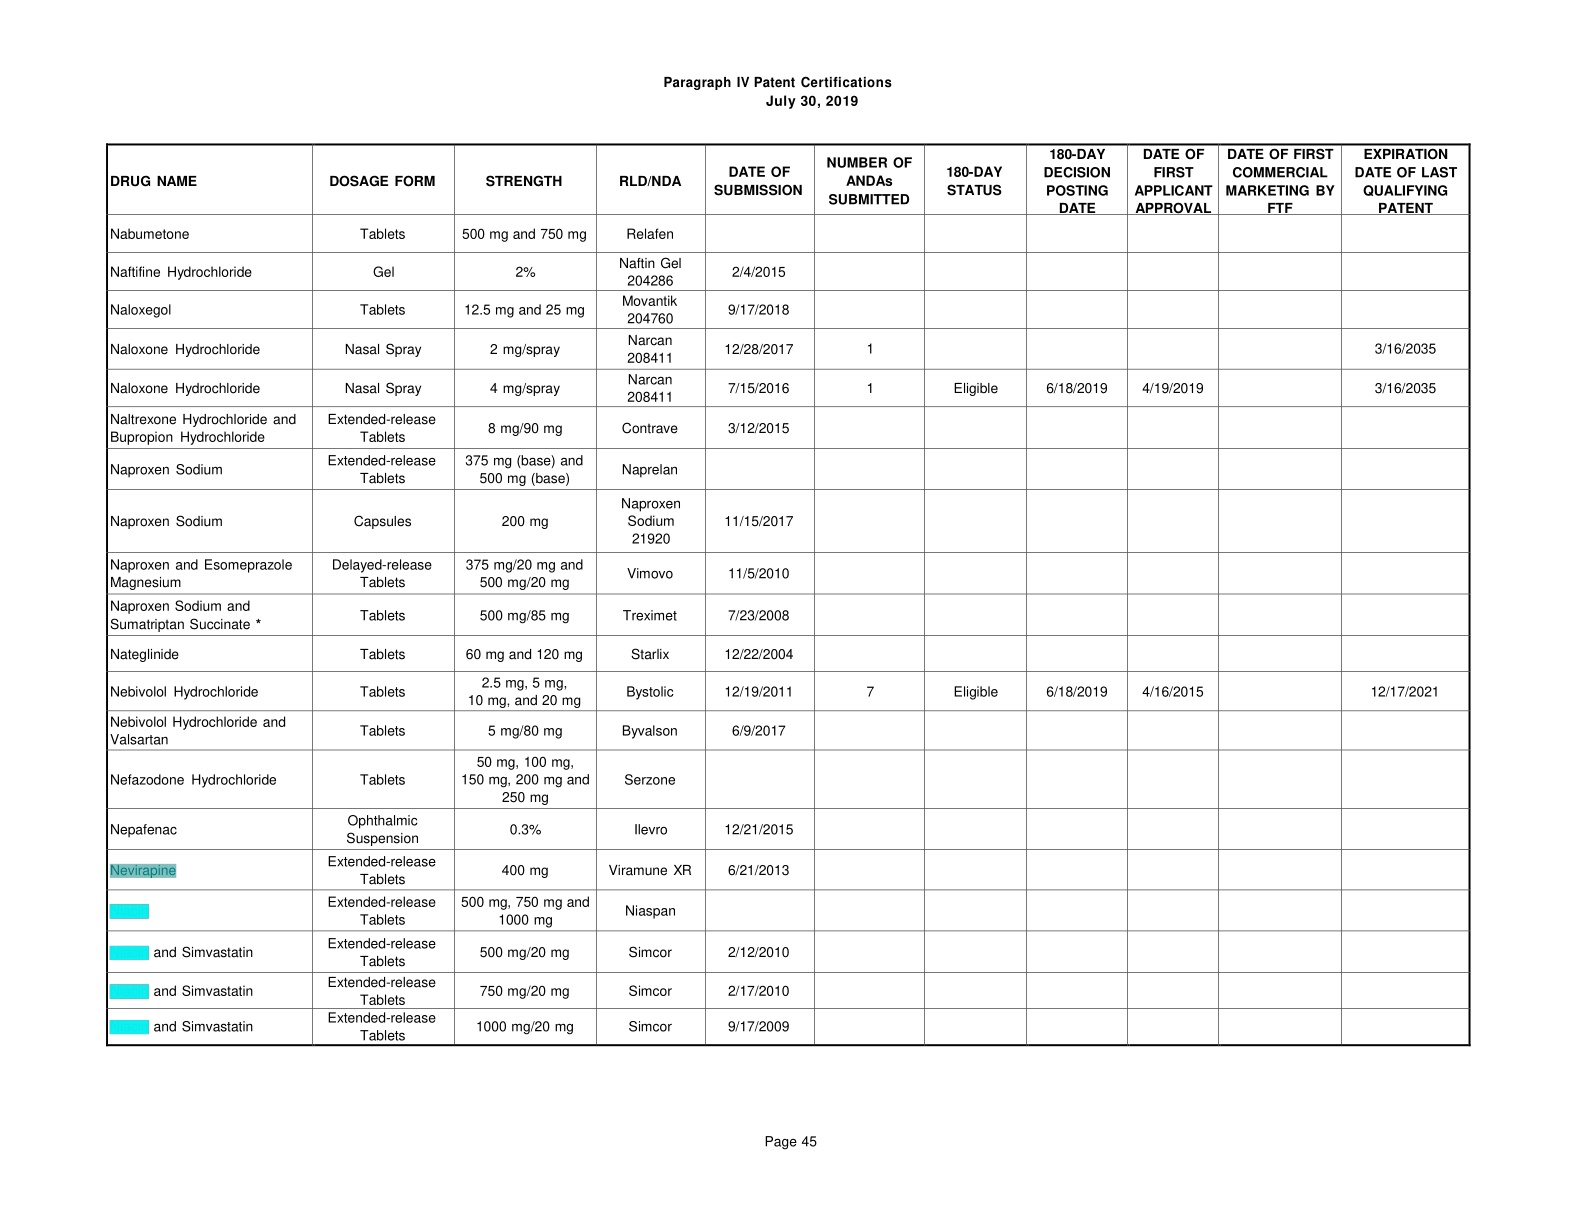 Paragraph IV Patent Certifications
July 30, 2019
DRUG NAME DOSAGE FORM STRENGTH RLD/NDA DATE OF SUBMISSION NUMBER OF ANDAs SUBMITTED 180-DAY STATUS 180-DAY DECISION POSTING DATE DATE OF FIRST APPLICANT APPROVAL DATE OF FIRST COMMERCIAL MARKETING BY FTF EXPIRATION DATE OF LAST QUALIFYING PATENT
Nabumetone Tablets 500 mg and 750 mg Relafen
Naftifine Hydrochloride Gel 2% Naftin Gel 204286 2/4/2015
Naloxegol Tablets 12.5 mg and 25 mg Movantik 204760 9/17/2018
Naloxone Hydrochloride Nasal Spray 2 mg/spray Narcan 208411 12/28/2017 1 3/16/2035
Naloxone Hydrochloride Nasal Spray 4 mg/spray Narcan 208411 7/15/2016 1 Eligible 6/18/2019 4/19/2019 3/16/2035
Naltrexone Hydrochloride and Bupropion Hydrochloride Extended-release Tablets 8 mg/90 mg Contrave 3/12/2015
Naproxen Sodium Extended-release Tablets 375 mg (base) and 500 mg (base) Naprelan
Naproxen Sodium Capsules 200 mg Naproxen Sodium 21920 11/15/2017
Naproxen and Esomeprazole Magnesium Delayed-release Tablets 375 mg/20 mg and 500 mg/20 mg Vimovo 11/5/2010
Naproxen Sodium and Sumatriptan Succinate * Tablets 500 mg/85 mg Treximet 7/23/2008
Nateglinide Tablets 60 mg and 120 mg Starlix 12/22/2004
Nebivolol Hydrochloride Tablets 2.5 mg, 5 mg, 10 mg, and 20 mg Bystolic 12/19/2011 7 Eligible 6/18/2019 4/16/2015 12/17/2021
Nebivolol Hydrochloride and Valsartan Tablets 5 mg/80 mg Byvalson 6/9/2017
Nefazodone Hydrochloride Tablets 50 mg, 100 mg, 150 mg, 200 mg and 250 mg Serzone
Nepafenac Ophthalmic Suspension 0.3% Ilevro 12/21/2015
Nevirapine Extended-release Tablets 400 mg Viramune XR 6/21/2013
Extended-release Tablets 500 mg, 750 mg and 1000 mg Niaspan
and Simvastatin Extended-release Tablets 500 mg/20 mg Simcor 2/12/2010
and Simvastatin Extended-release Tablets 750 mg/20 mg Simcor 2/17/2010
and Simvastatin Extended-release Tablets 1000 mg/20 mg Simcor 9/17/2009
Page 45